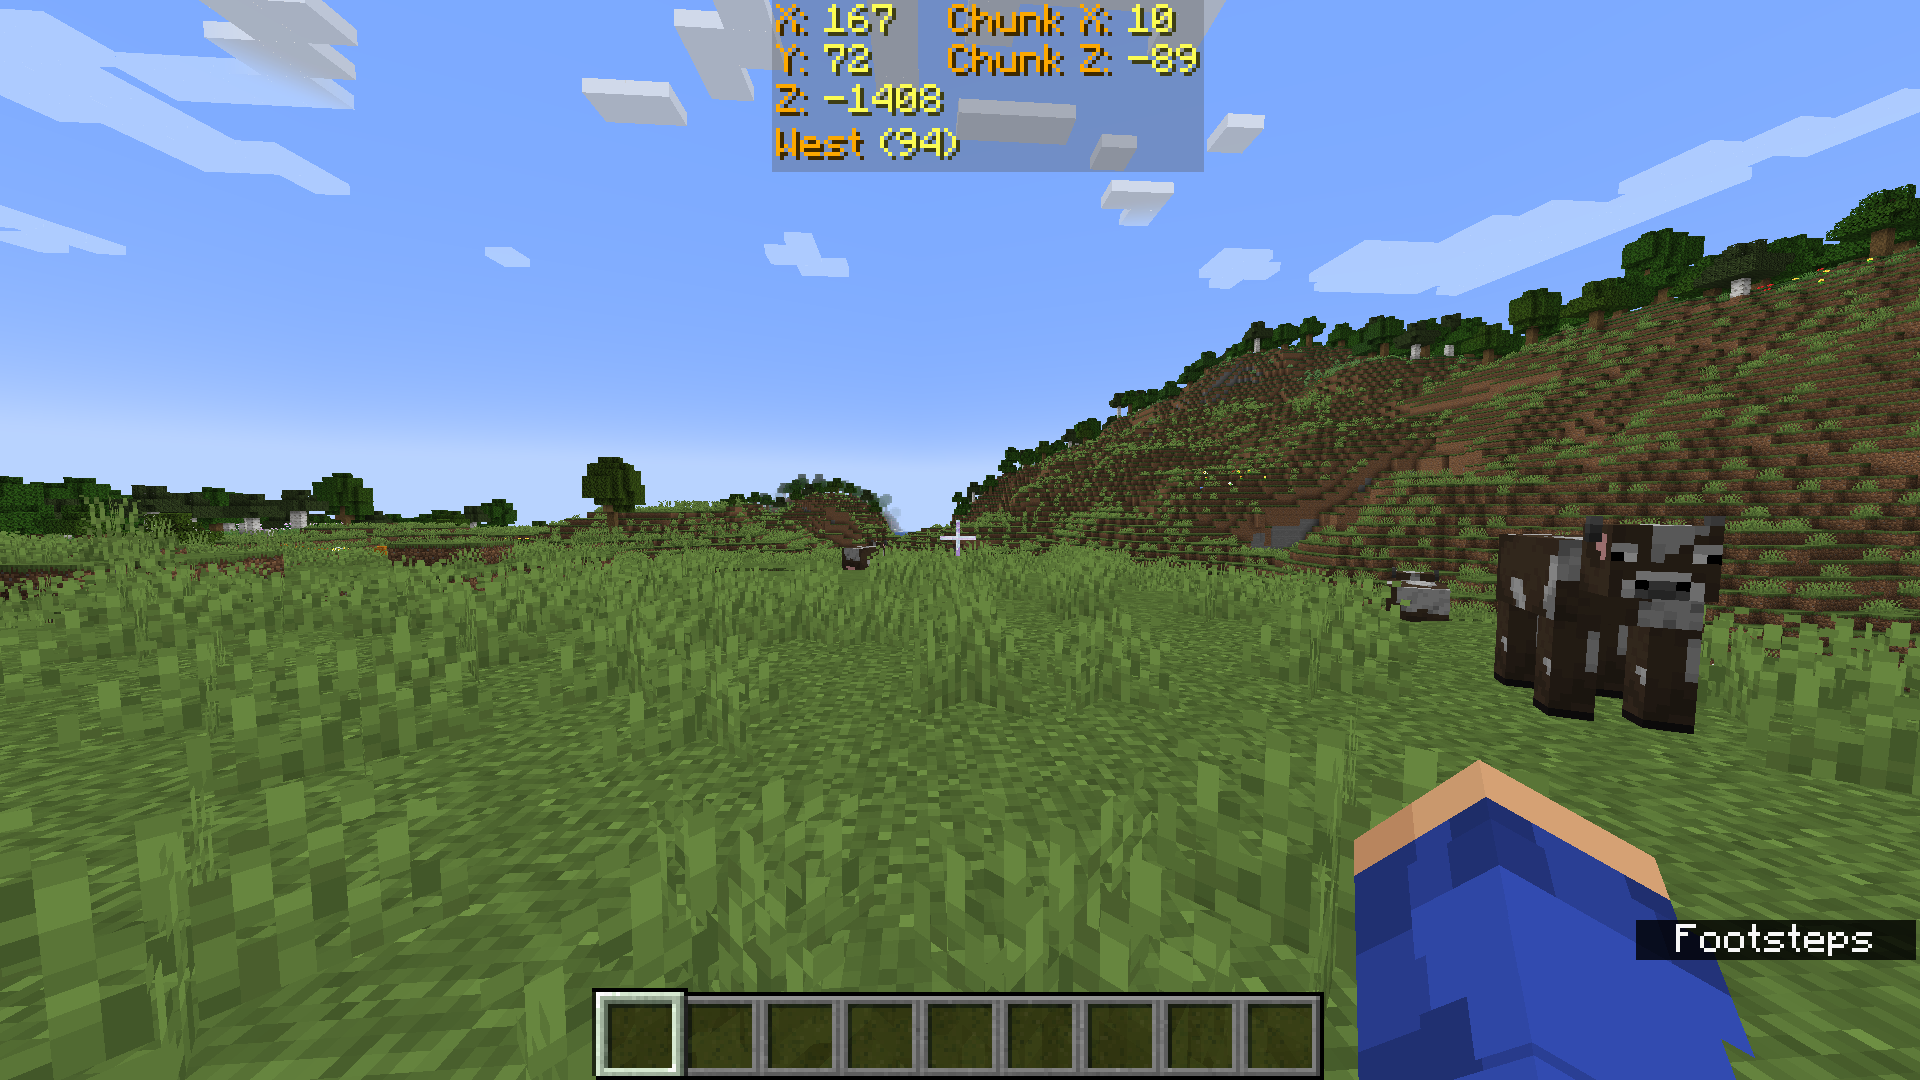 X: 167 Chunk X: 10
Y: 72 Chunk Z: -89
Z: -1408
West (94)
Footsteps